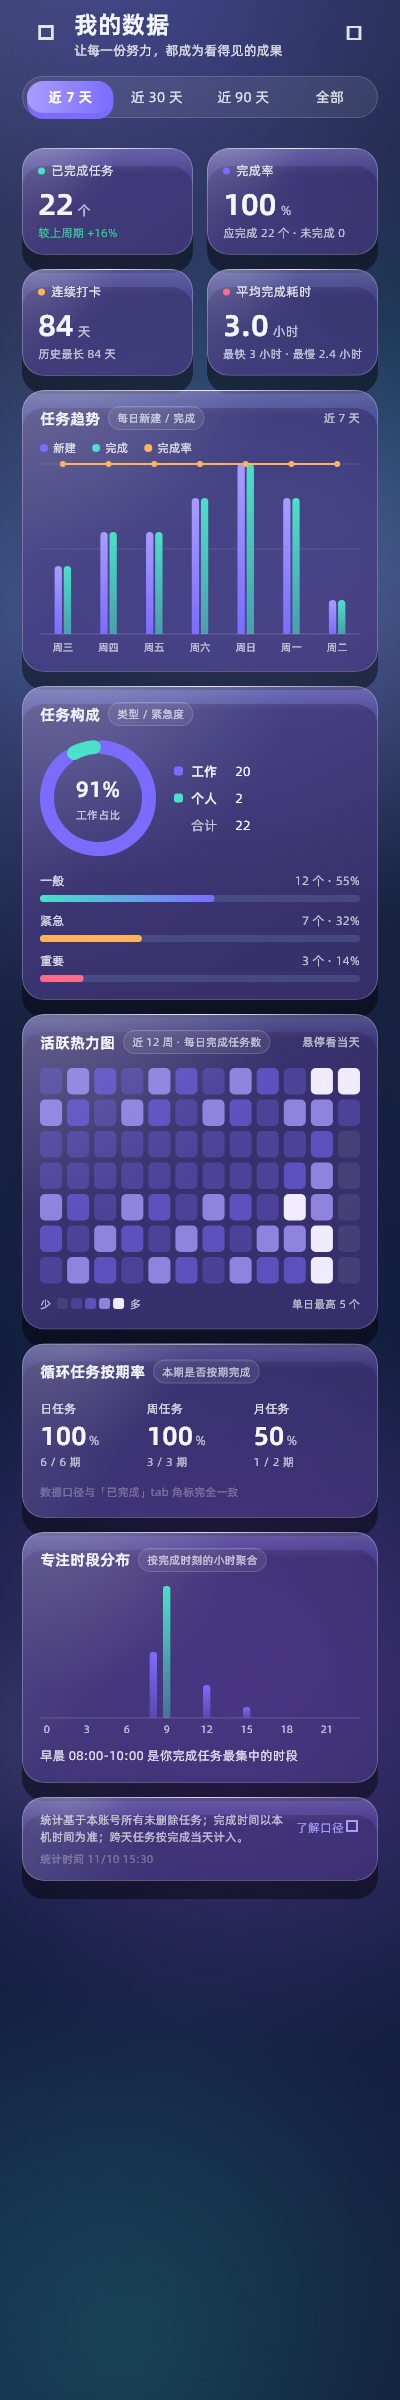 我的数据
让每一份努力，都成为看得见的成果
近 7 天 近 30 天 近 90 天 全部
已完成任务
22 个
较上周期 +16%
完成率
100 %
应完成 22 个 · 未完成 0
连续打卡
84 天
历史最长 84 天
平均完成耗时
3.0 小时
最快 3 小时 · 最慢 2.4 小时
任务趋势 每日新建 / 完成 近 7 天
新建 完成 完成率
周三 周四 周五 周六 周日 周一 周二
任务构成 类型 / 紧急度
91%
工作占比
工作 20
个人 2
合计 22
一般 12 个 · 55%
紧急 7 个 · 32%
重要 3 个 · 14%
活跃热力图 近 12 周 · 每日完成任务数 悬停看当天
少 多 单日最高 5 个
循环任务按期率 本期是否按期完成
日任务 周任务 月任务
100 % 100 % 50 %
6 / 6 期 3 / 3 期 1 / 2 期
数据口径与「已完成」tab 角标完全一致
专注时段分布 按完成时刻的小时聚合
0 3 6 9 12 15 18 21
早晨 08:00-10:00 是你完成任务最集中的时段
统计基于本账号所有未删除任务；完成时间以本
机时间为准；跨天任务按完成当天计入。
了解口径
统计时间 11/10 15:30